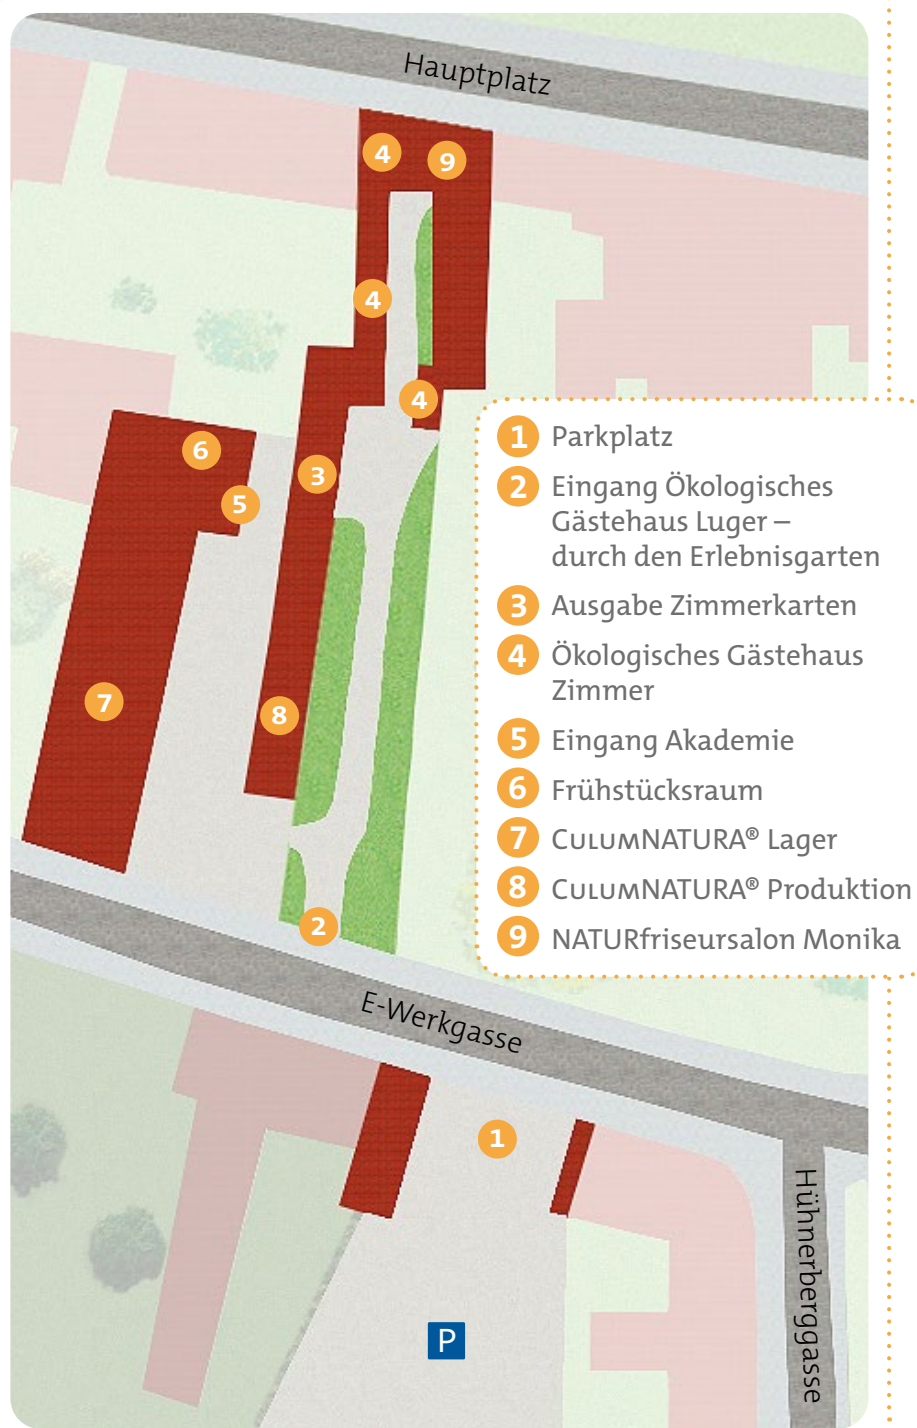 Hauptplatz
4
9
4
4
6
5
3
7
8
2
1 Parkplatz
2 Eingang Ökologisches
Gästehaus Luger –
durch den Erlebnisgarten
3 Ausgabe Zimmerkarten
4 Ökologisches Gästehaus
Zimmer
5 Eingang Akademie
6 Frühstücksraum
7 CULUMNATURA® Lager
8 CULUMNATURA® Produktion
9 NATURfriseursalon Monika
E-Werkgasse
1
Hühnerberggasse
P